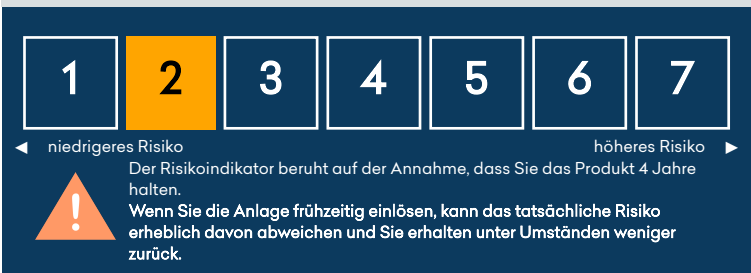 1 2 3 4 5 6 7
niedrigeres Risiko höheres Risiko
Der Risikoindikator beruht auf der Annahme, dass Sie das Produkt 4 Jahre
halten.
Wenn Sie die Anlage frühzeitig einlösen, kann das tatsächliche Risiko
erheblich davon abweichen und Sie erhalten unter Umständen weniger
zurück.